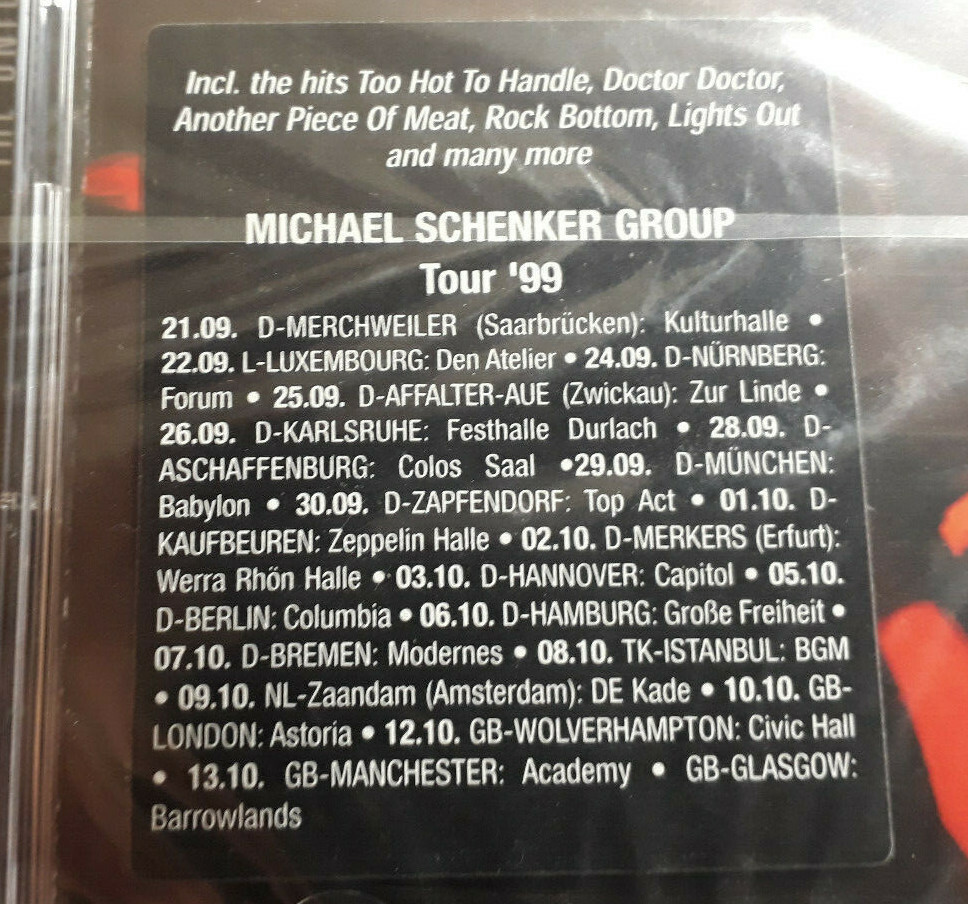 Incl. the hits Too Hot To Handle, Doctor Doctor,
Another Piece Of Meat, Rock Bottom, Lights Out
and many more
MICHAEL SCHENKER GROUP
Tour '99
21.09. D-MERCHWEILER (Saarbrücken): Kulturhalle •
22.09. L-LUXEMBOURG: Den Atelier • 24.09. D-NÜRNBERG:
Forum • 25.09. D-AFFALTER-AUE (Zwickau): Zur Linde •
26.09. D-KARLSRUHE: Festhalle Durlach • 28.09. D-
ASCHAFFENBURG: Colos Saal •29.09. D-MÜNCHEN:
Babylon • 30.09. D-ZAPFENDORF: Top Act • 01.10. D-
KAUFBEUREN: Zeppelin Halle • 02.10. D-MERKERS (Erfurt):
Werra Rhön Halle • 03.10. D-HANNOVER: Capitol • 05.10.
D-BERLIN: Columbia • 06.10. D-HAMBURG: Große Freiheit •
07.10. D-BREMEN: Modernes • 08.10. TK-ISTANBUL: BGM
• 09.10. NL-Zaandam (Amsterdam): DE Kade • 10.10. GB-
LONDON: Astoria • 12.10. GB-WOLVERHAMPTON: Civic Hall
• 13.10. GB-MANCHESTER: Academy • GB-GLASGOW:
Barrowlands